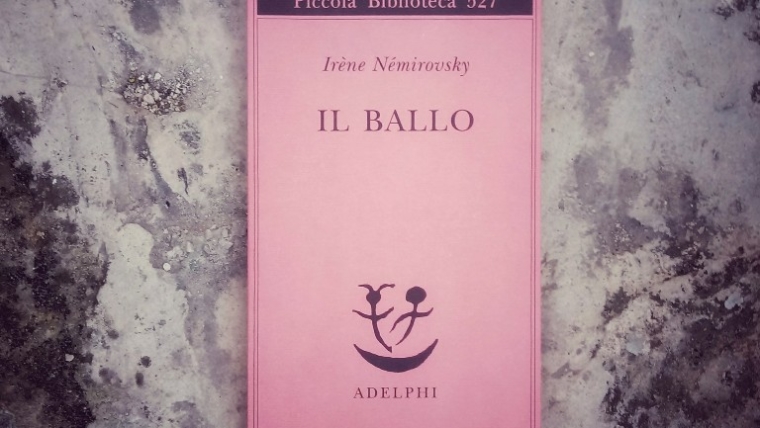 Piccola Biblioteca 527
Irène Némirovsky
IL BALLO
ADELPHI